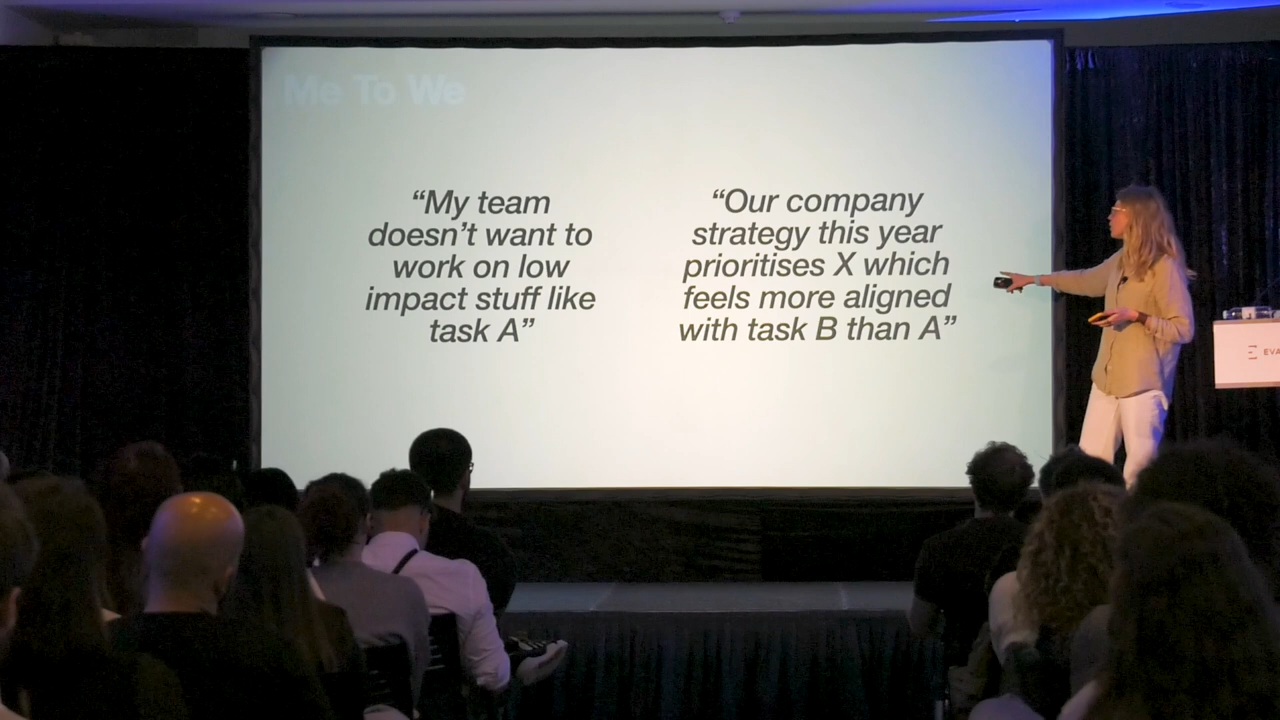 Me To We
“My team
doesn’t want to
work on low
impact stuff like
task A”
“Our company
strategy this year
prioritises X which
feels more aligned
with task B than A”